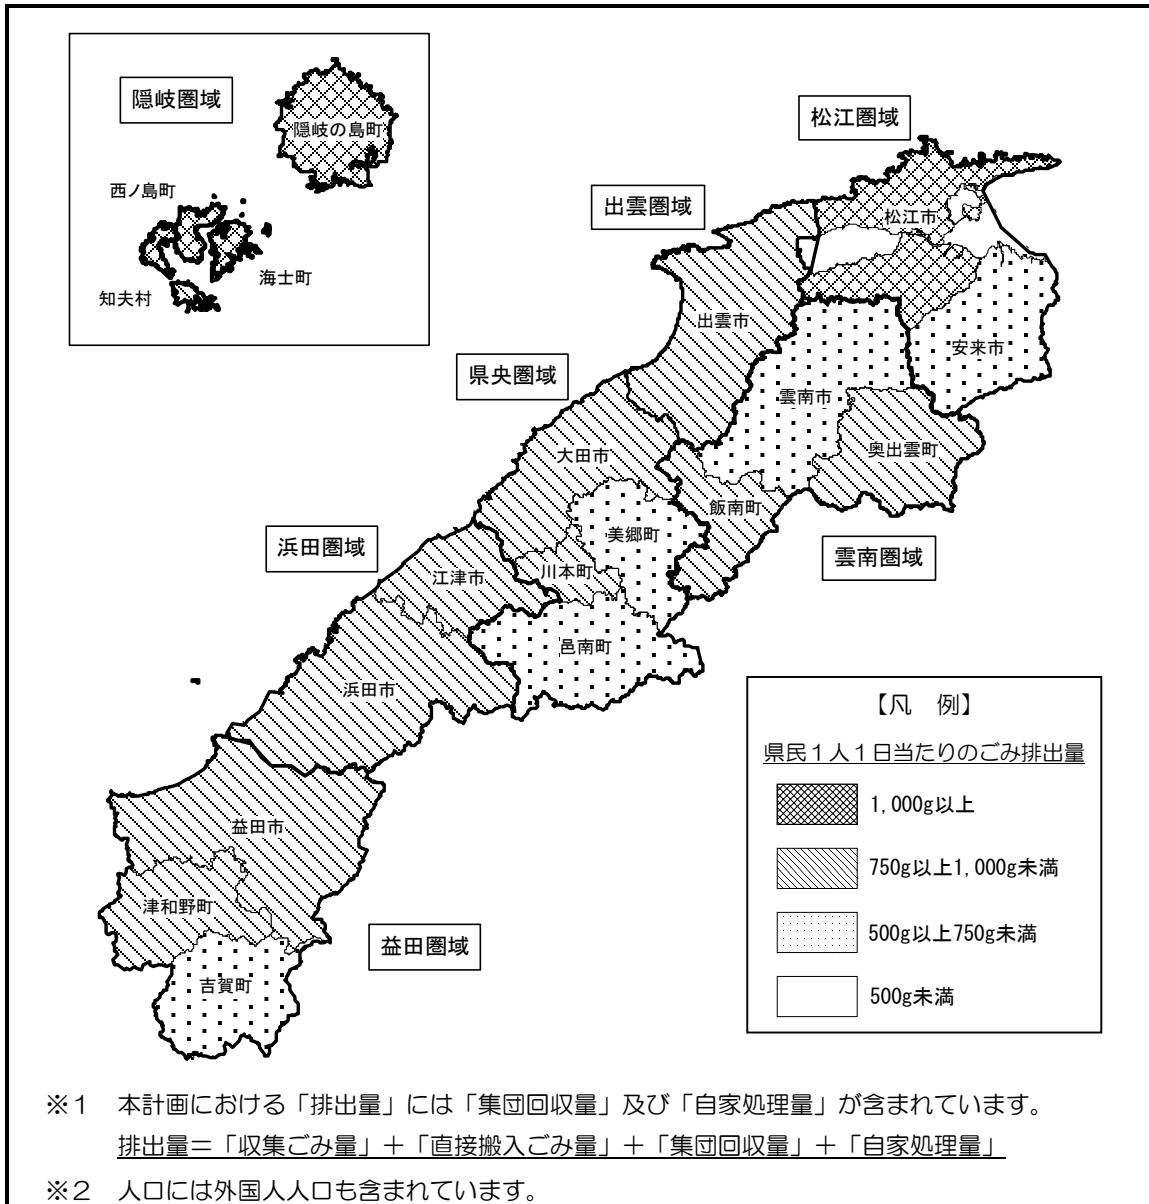 隠岐圏域
隠岐の島町
西ノ島町
海士町
知夫村
松江圏域
松江市
出雲圏域
出雲市
安来市
県央圏域
雲南市
奥出雲町
大田市
飯南町
美郷町
浜田圏域
川本町
雲南圏域
江津市
邑南町
浜田市
益田市
津和野町
益田圏域
吉賀町
【凡　例】
県民１人１日当たりのごみ排出量
1,000g以上
750g以上1,000g未満
500g以上750g未満
500g未満
※１　本計画における「排出量」には「集団回収量」及び「自家処理量」が含まれています。
排出量＝「収集ごみ量」＋「直接搬入ごみ量」＋「集団回収量」＋「自家処理量」
※２　人口には外国人人口も含まれています。